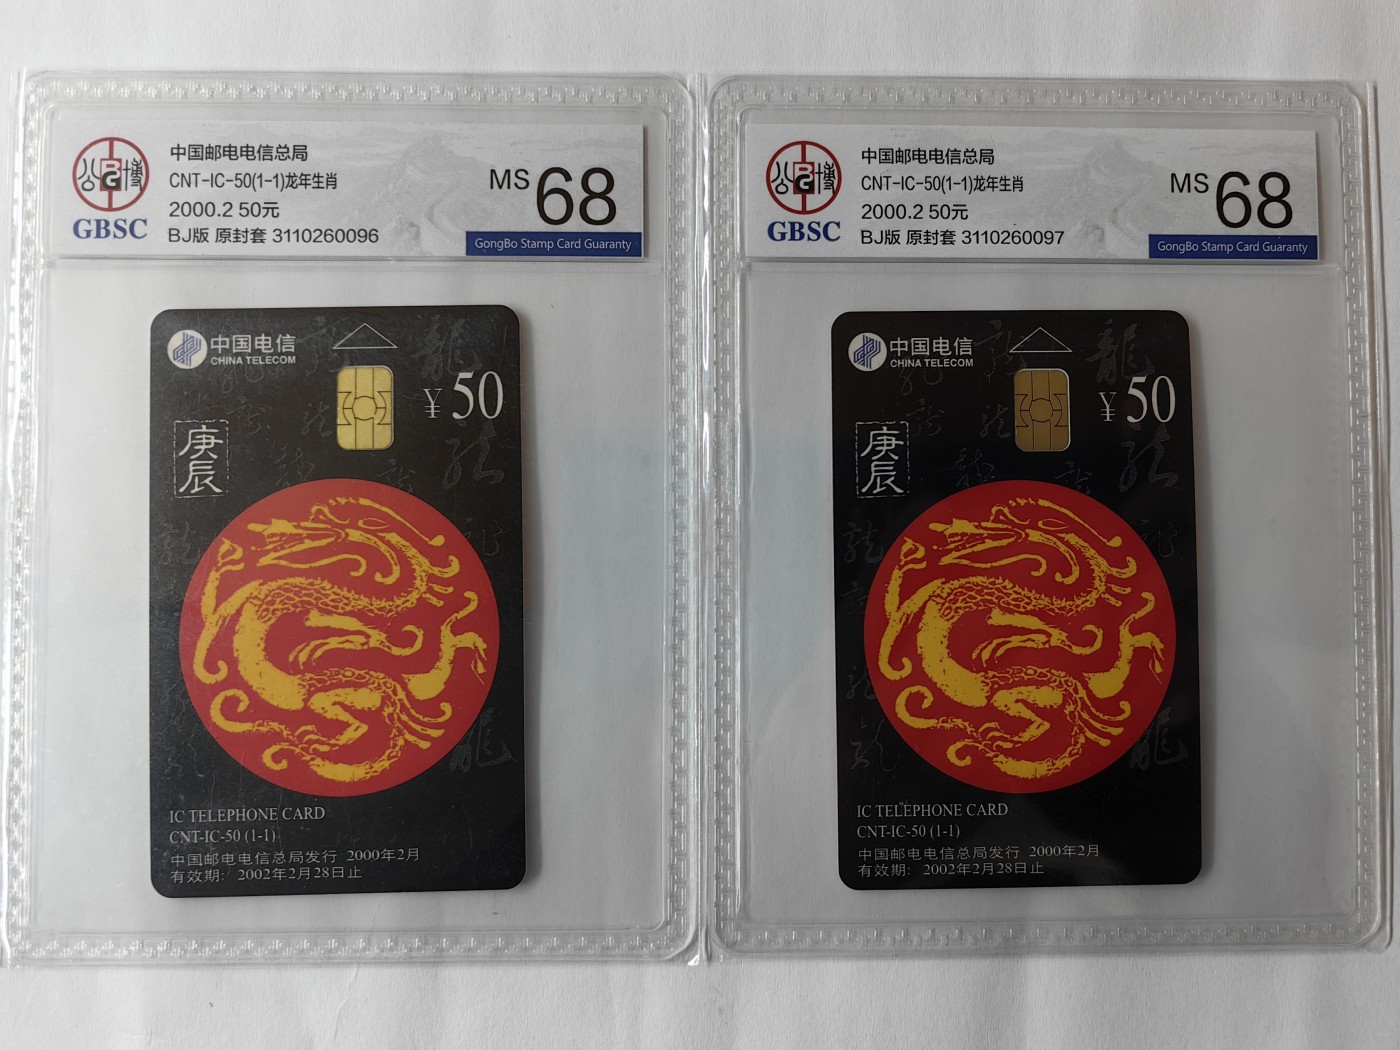 公博
BG
GBSC
中国邮电电信总局
CNT-IC-50(1-1)龙年生肖
2000.2 50元
BJ版 原封套 3110260096
MS 68
GongBo Stamp Card Guaranty
中国电信
CHINA TELECOM
¥50
庚辰
IC TELEPHONE CARD
CNT-IC-50 (1-1)
中国邮电电信总局发行 2000年2月
有效期: 2002年2月28日止
公博
BG
GBSC
中国邮电电信总局
CNT-IC-50(1-1)龙年生肖
2000.2 50元
BJ版 原封套 3110260097
MS 68
GongBo Stamp Card Guaranty
中国电信
CHINA TELECOM
¥50
庚辰
IC TELEPHONE CARD
CNT-IC-50 (1-1)
中国邮电电信总局发行 2000年2月
有效期: 2002年2月28日止